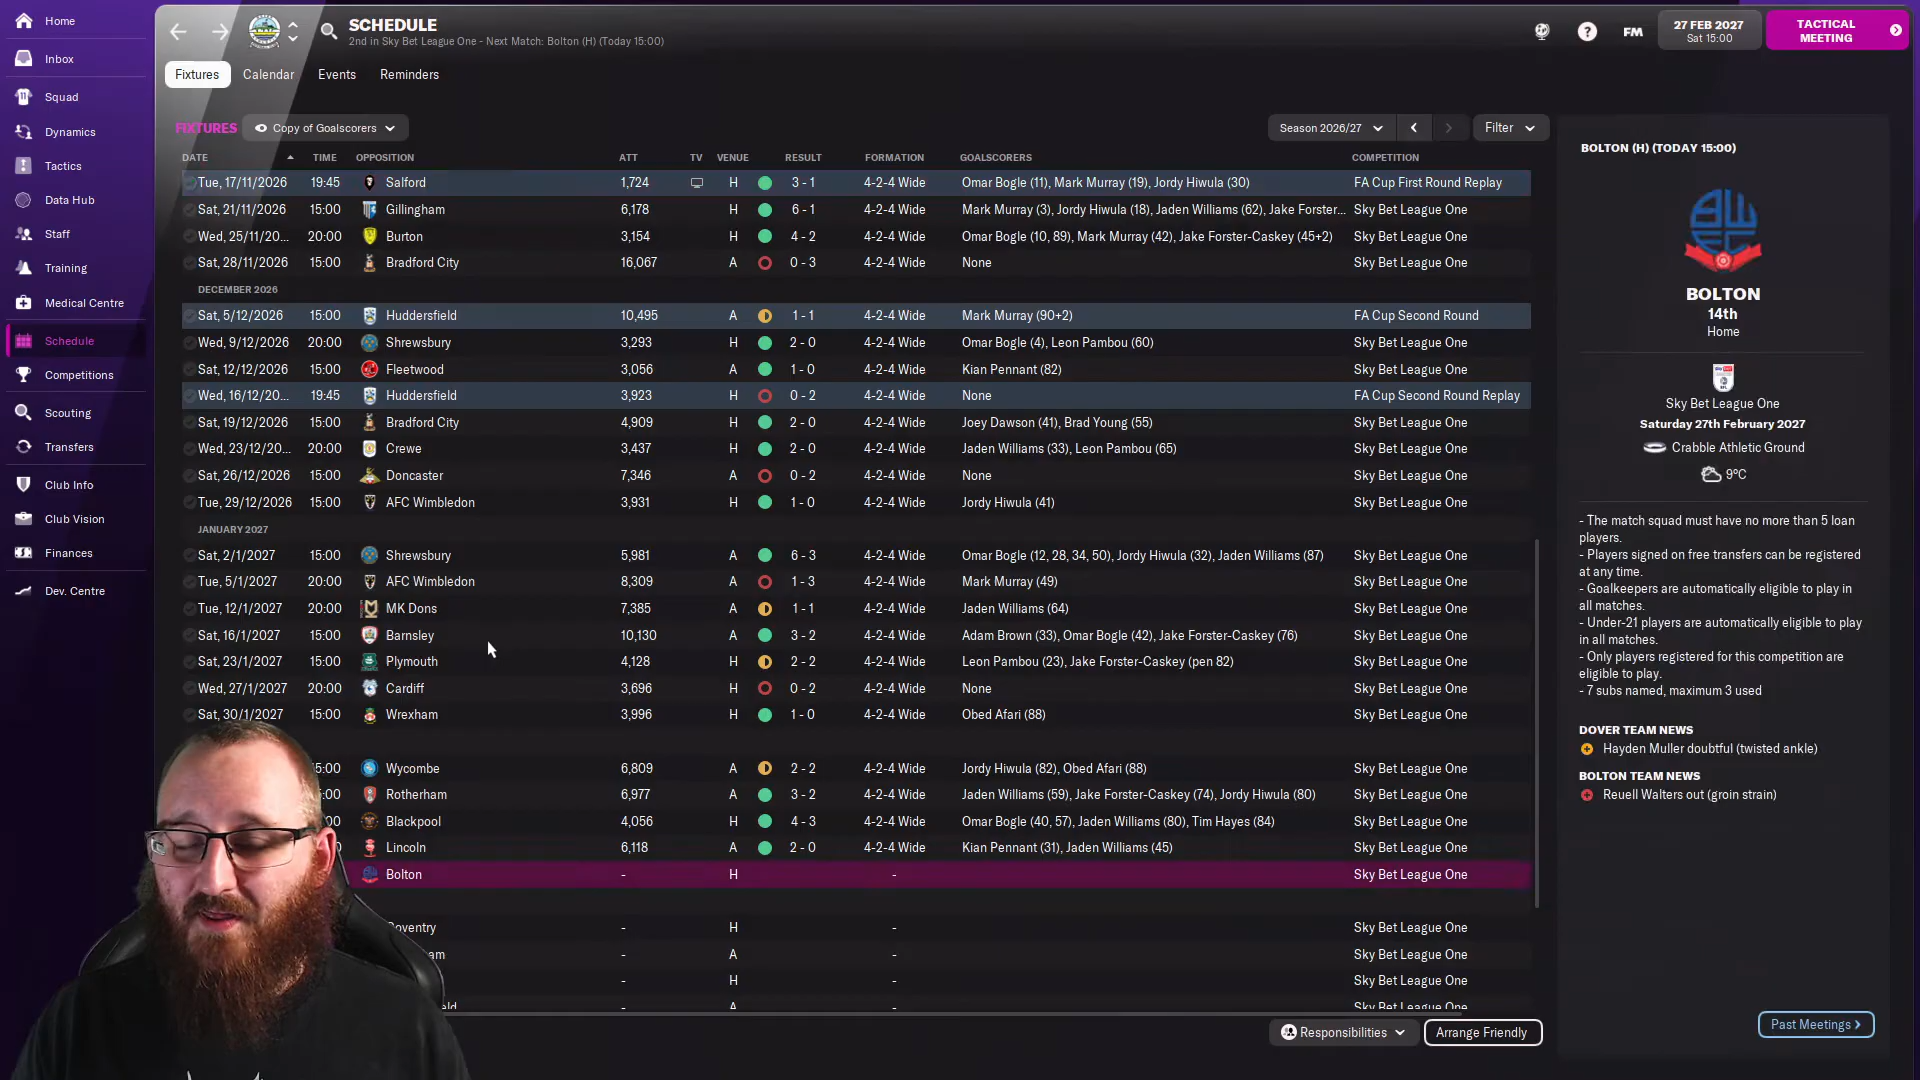 Home
Inbox
Squad
Dynamics
Tactics
Data Hub
Staff
Training
Medical Centre
Schedule
Competitions
Scouting
Transfers
Club Info
Club Vision
Finances
Dev. Centre
SCHEDULE
2nd in Sky Bet League One - Next Match: Bolton (H) (Today 15:00)
FM
27 FEB 2027
Sat 15:00
TACTICAL MEETING
Fixtures Calendar Events Reminders
FIXTURES Copy of Goalscorers Season 2026/27 Filter
DATE TIME OPPOSITION ATT TV VENUE RESULT FORMATION GOALSCORERS COMPETITION
Tue, 17/11/2026 19:45 Salford 1,724 H 3 - 1 4-2-4 Wide Omar Bogle (11), Mark Murray (19), Jordy Hiwula (30) FA Cup First Round Replay
Sat, 21/11/2026 15:00 Gillingham 6,178 H 6 - 1 4-2-4 Wide Mark Murray (3), Jordy Hiwula (18), Jaden Williams (62), Jake Forster... Sky Bet League One
Wed, 25/11/20... 20:00 Burton 3,154 H 4 - 2 4-2-4 Wide Omar Bogle (10, 89), Mark Murray (42), Jake Forster-Caskey (45+2) Sky Bet League One
Sat, 28/11/2026 15:00 Bradford City 16,067 A 0 - 3 4-2-4 Wide None Sky Bet League One
DECEMBER 2026
Sat, 5/12/2026 15:00 Huddersfield 10,495 A 1 - 1 4-2-4 Wide Mark Murray (90+2) FA Cup Second Round
Wed, 9/12/2026 20:00 Shrewsbury 3,293 H 2 - 0 4-2-4 Wide Omar Bogle (4), Leon Pambou (60) Sky Bet League One
Sat, 12/12/2026 15:00 Fleetwood 3,056 A 1 - 0 4-2-4 Wide Kian Pennant (82) Sky Bet League One
Wed, 16/12/20... 19:45 Huddersfield 3,923 H 0 - 2 4-2-4 Wide None FA Cup Second Round Replay
Sat, 19/12/2026 15:00 Bradford City 4,909 H 2 - 0 4-2-4 Wide Joey Dawson (41), Brad Young (55) Sky Bet League One
Wed, 23/12/20... 20:00 Crewe 3,437 H 2 - 0 4-2-4 Wide Jaden Williams (33), Leon Pambou (65) Sky Bet League One
Sat, 26/12/2026 15:00 Doncaster 7,346 A 0 - 2 4-2-4 Wide None Sky Bet League One
Tue, 29/12/2026 15:00 AFC Wimbledon 3,931 H 1 - 0 4-2-4 Wide Jordy Hiwula (41) Sky Bet League One
JANUARY 2027
Sat, 2/1/2027 15:00 Shrewsbury 5,981 A 6 - 3 4-2-4 Wide Omar Bogle (12, 28, 34, 50), Jordy Hiwula (32), Jaden Williams (87) Sky Bet League One
Tue, 5/1/2027 20:00 AFC Wimbledon 8,309 A 1 - 3 4-2-4 Wide Mark Murray (49) Sky Bet League One
Tue, 12/1/2027 20:00 MK Dons 7,385 A 1 - 1 4-2-4 Wide Jaden Williams (64) Sky Bet League One
Sat, 16/1/2027 15:00 Barnsley 10,130 A 3 - 2 4-2-4 Wide Adam Brown (33), Omar Bogle (42), Jake Forster-Caskey (76) Sky Bet League One
Sat, 23/1/2027 15:00 Plymouth 4,128 H 2 - 2 4-2-4 Wide Leon Pambou (23), Jake Forster-Caskey (pen 82) Sky Bet League One
Wed, 27/1/2027 20:00 Cardiff 3,696 H 0 - 2 4-2-4 Wide None Sky Bet League One
Sat, 30/1/2027 15:00 Wrexham 3,996 H 1 - 0 4-2-4 Wide Obed Afari (88) Sky Bet League One
5:00 Wycombe 6,809 A 2 - 2 4-2-4 Wide Jordy Hiwula (82), Obed Afari (88) Sky Bet League One
:00 Rotherham 6,977 A 3 - 2 4-2-4 Wide Jaden Williams (59), Jake Forster-Caskey (74), Jordy Hiwula (80) Sky Bet League One
00 Blackpool 4,056 H 4 - 3 4-2-4 Wide Omar Bogle (40, 57), Jaden Williams (80), Tim Hayes (84) Sky Bet League One
Lincoln 6,118 A 2 - 0 4-2-4 Wide Kian Pennant (31), Jaden Williams (45) Sky Bet League One
Bolton - H - Sky Bet League One
Coventry - H - Sky Bet League One
am - A - Sky Bet League One
- H - Sky Bet League One
eld - A - Sky Bet League One
Responsibilities Arrange Friendly
BOLTON (H) (TODAY 15:00)
BOLTON
14th
Home
Sky Bet League One
Saturday 27th February 2027
Crabble Athletic Ground
9°C
- The match squad must have no more than 5 loan
players.
- Players signed on free transfers can be registered
at any time.
- Goalkeepers are automatically eligible to play in
all matches.
- Under-21 players are automatically eligible to play
in all matches.
- Only players registered for this competition are
eligible to play.
- 7 subs named, maximum 3 used
DOVER TEAM NEWS
Hayden Muller doubtful (twisted ankle)
BOLTON TEAM NEWS
Reuell Walters out (groin strain)
Past Meetings >